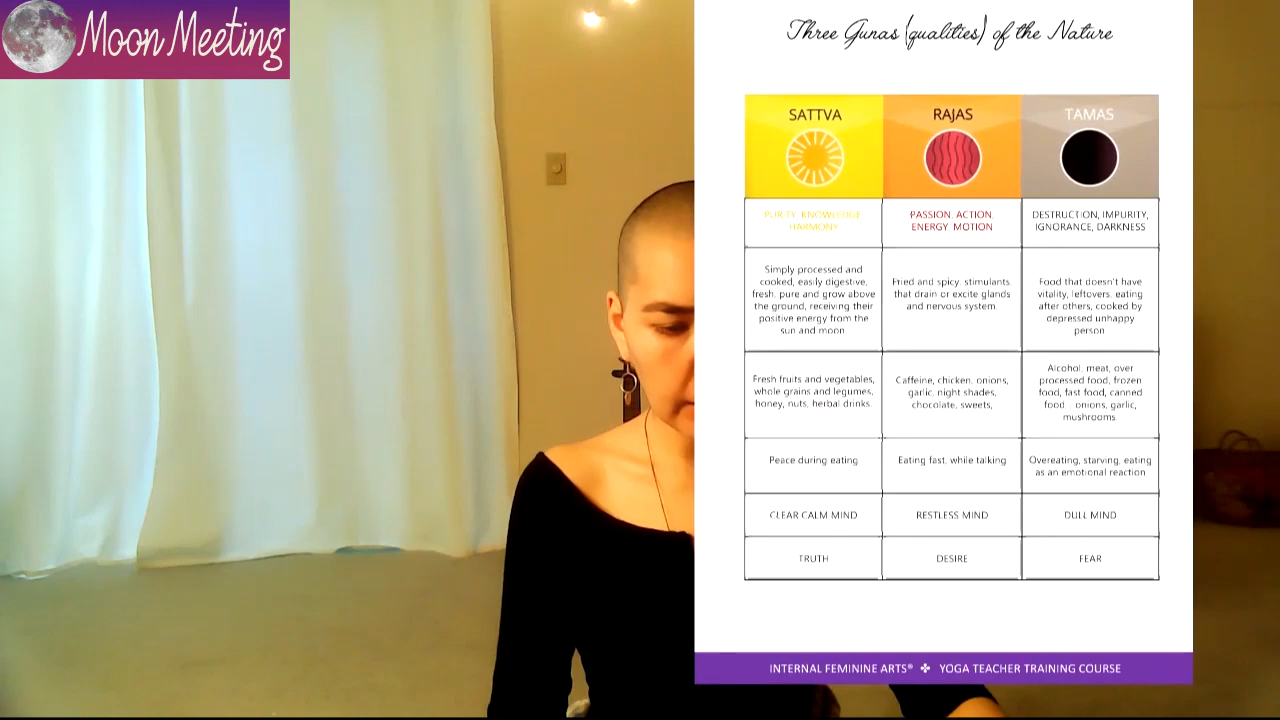 Moon Meeting
Three Gunas (qualities) of the Nature
SATTVA
RAJAS
TAMAS
PURITY, KNOWLEDGE
HARMONY
PASSION, ACTION,
ENERGY, MOTION
DESTRUCTION, IMPURITY,
IGNORANCE, DARKNESS
Simply processed and
cooked, easily digestive,
fresh, pure and grow above
the ground, receiving their
positive energy from the
sun and moon
Fried and spicy, stimulants
that drain or excite glands
and nervous system.
Food that doesn't have
vitality, leftovers, eating
after others, cooked by
depressed unhappy
person
Fresh fruits and vegetables,
whole grains and legumes,
honey, nuts, herbal drinks.
Caffeine, chicken, onions,
garlic, night shades,
chocolate, sweets,
Alcohol, meat, over
processed food, frozen
food, fast food, canned
food onions, garlic,
mushrooms.
Peace during eating
Eating fast, while talking
Overeating, starving, eating
as an emotional reaction
CLEAR CALM MIND
RESTLESS MIND
DULL MIND
TRUTH
DESIRE
FEAR
INTERNAL FEMININE ARTS® ✤ YOGA TEACHER TRAINING COURSE